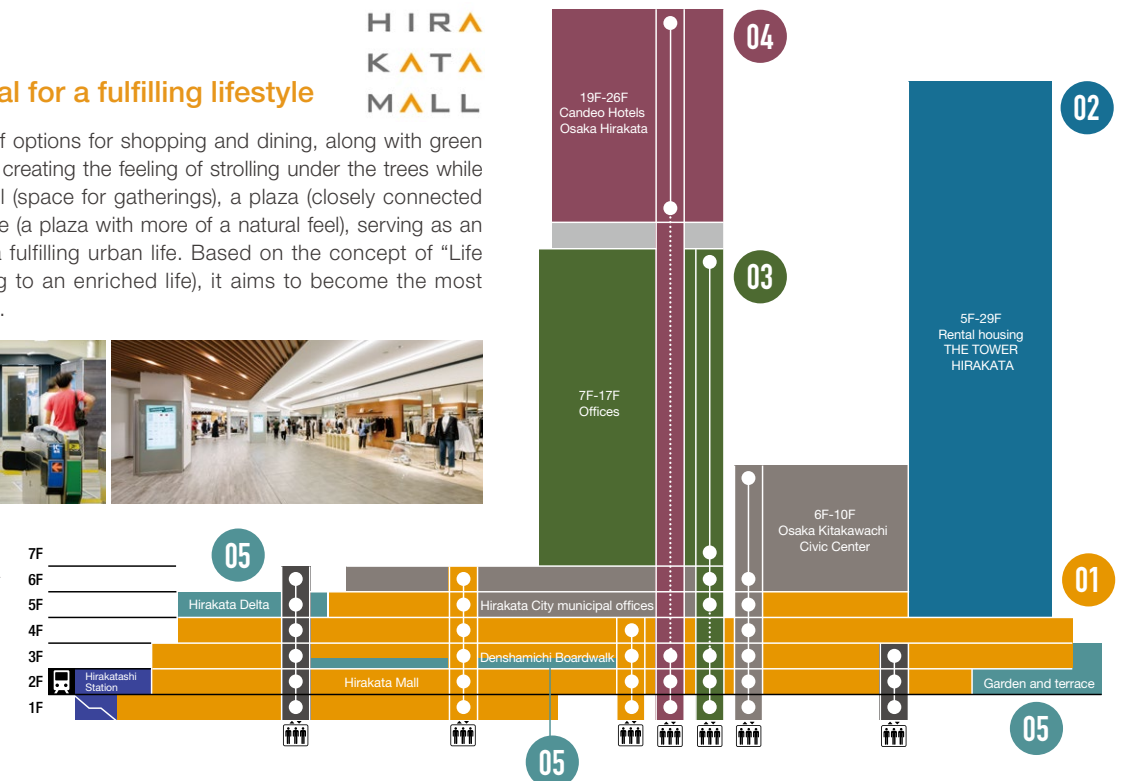 HIRA
KATA
MALL
al for a fulfilling lifestyle
f options for shopping and dining, along with green
creating the feeling of strolling under the trees while
l (space for gatherings), a plaza (closely connected
e (a plaza with more of a natural feel), serving as an
a fulfilling urban life. Based on the concept of “Life
g to an enriched life), it aims to become the most
.
04
19F-26F
Candeo Hotels
Osaka Hirakata
02
03
7F-17F
Offices
5F-29F
Rental housing
THE TOWER
HIRAKATA
6F-10F
Osaka Kitakawachi
Civic Center
01
05
7F
6F
5F
Hirakata Delta
Hirakata City municipal offices
4F
3F
Denshamichi Boardwalk
2F
Hirakatashi
Station
Hirakata Mall
Garden and terrace
1F
05
05